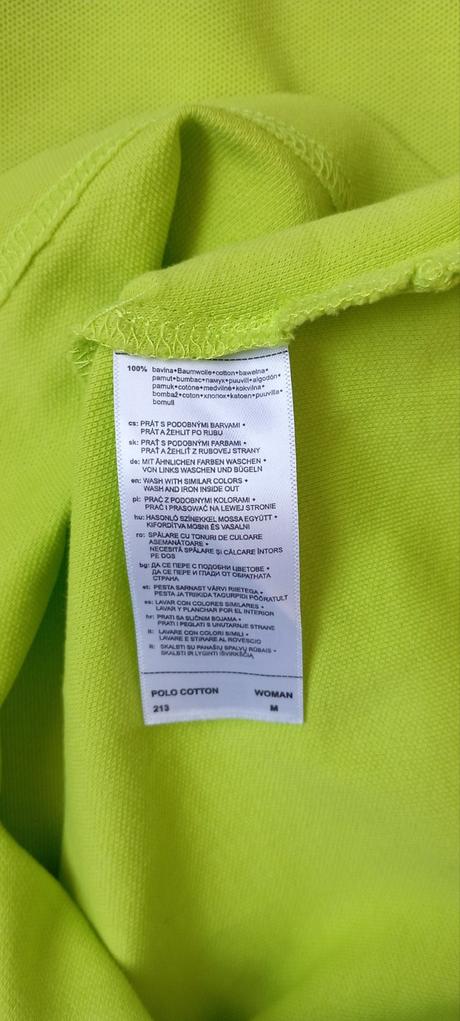 100% bavlna•Baumwolle•cotton•bawełna•
pamut•bumbac•памук•puuvill•algodón•
pamuk•cotone•medvilnė•kokvilna•
bombaž•coton•хлопок•katoen•puuvilla•
bomull
cs: PRÁT S PODOBNÝMI BARVAMI •
PRÁT A ŽEHLIT PO RUBU
sk: PRAŤ S PODOBNÝMI FARBAMI •
PRAŤ A ŽEHLIŤ Z RUBOVEJ STRANY
de: MIT ÄHNLICHEN FARBEN WASCHEN •
VON LINKS WASCHEN UND BÜGELN
en: WASH WITH SIMILAR COLORS •
WASH AND IRON INSIDE OUT
pl: PRAĆ Z PODOBNYMI KOLORAMI •
PRAĆ I PRASOWAĆ NA LEWEJ STRONIE
hu: HASONLÓ SZÍNEKKEL MOSSA EGYÜTT •
KIFORDÍTVA MOSNI ÉS VASALNI
ro: SPĂLARE CU TONURI DE CULOARE
ASEMANĂTOARE •
NECESITĂ SPĂLARE ȘI CĂLCARE ÎNTORS
PE DOS
bg: ДА СЕ ПЕРЕ С ПОДОБНИ ЦВЕТОВЕ •
ДА СЕ ПЕРЕ И ГЛАДИ ОТ ОБРАТНАТА
СТРАНА
et: PESTA SARNAST VÄRVI RIIETEGA •
PESTA JA TRIIKIDA TAGURPIDI PÖÖRATULT
es: LAVAR CON COLORES SIMILARES •
LAVAR Y PLANCHAR POR EL INTERIOR
hr: PRATI SA SLIČNIM BOJAMA •
PRATI I PEGLATI S UNUTARNJE STRANE
it: LAVARE CON COLORI SIMILI •
LAVARE E STIRARE AL ROVESCIO
lt: SKALBTI SU PANAŠIŲ SPALVŲ RŪBAIS •
SKALBTI IR LYGINTI IŠVIRKŠČIĄ
POLO COTTON WOMAN
213 M